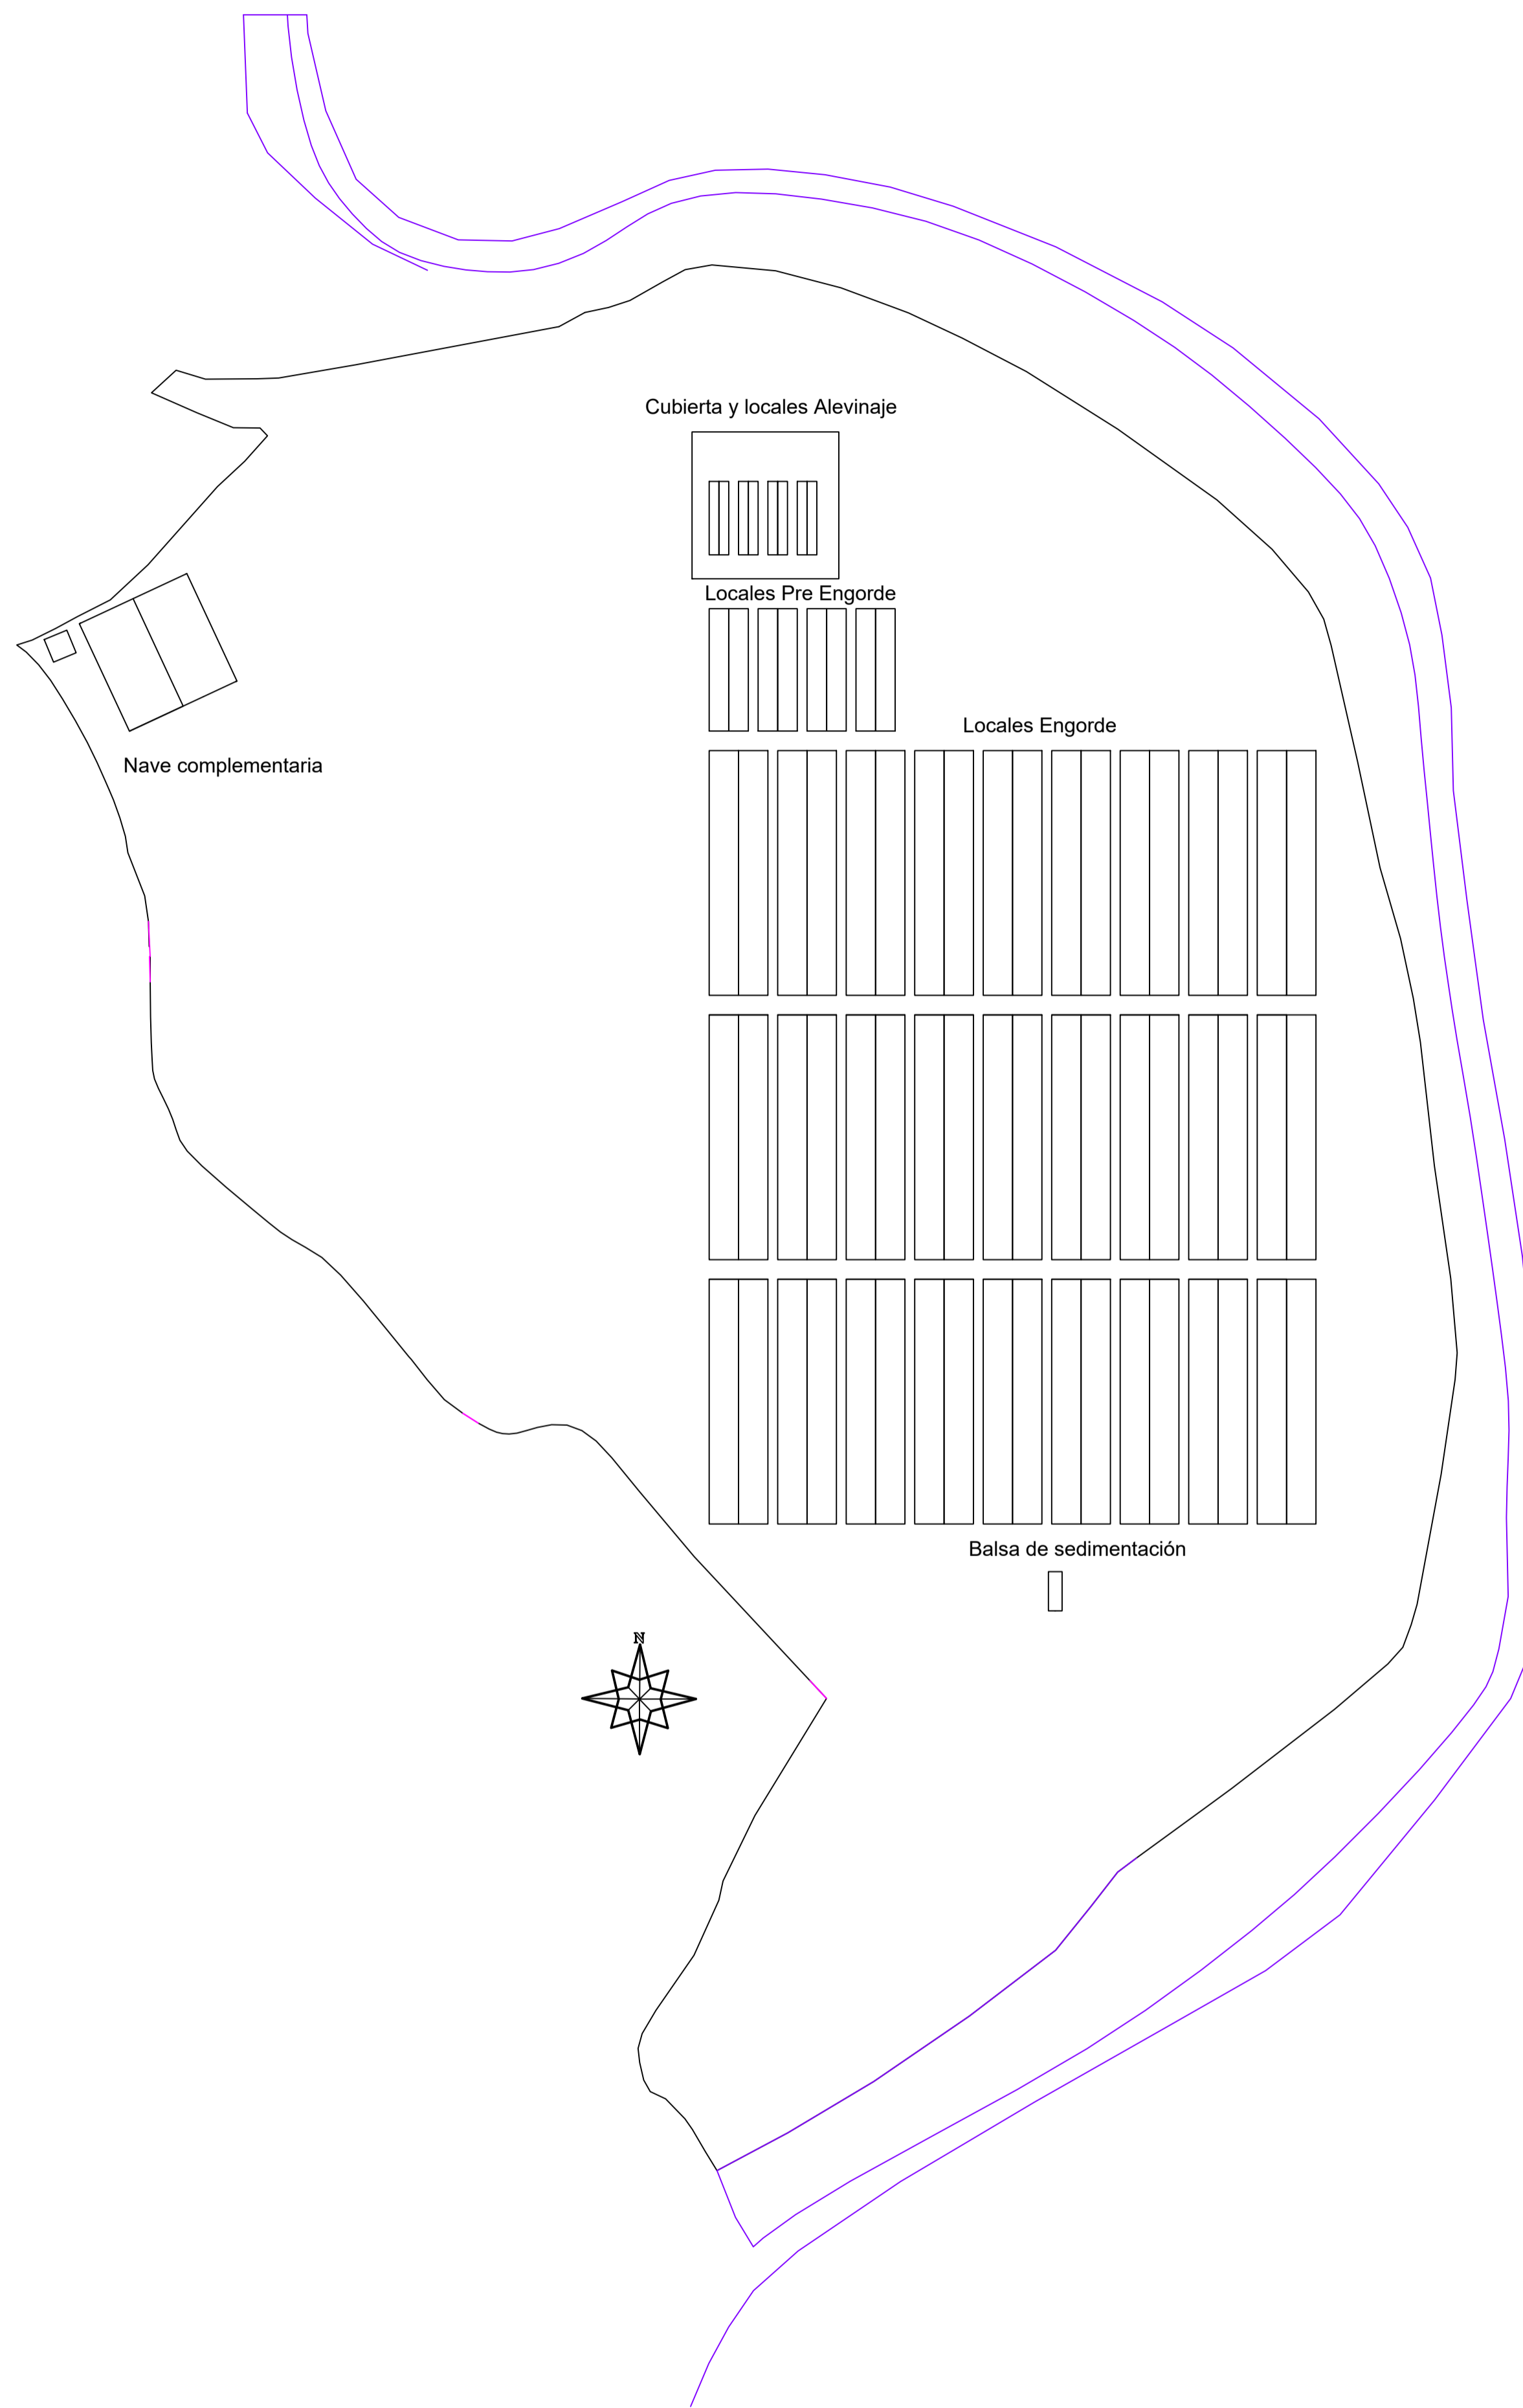 Cubierta y locales Alevinaje
Locales Pre Engorde
Locales Engorde
Nave complementaria
Balsa de sedimentación
N